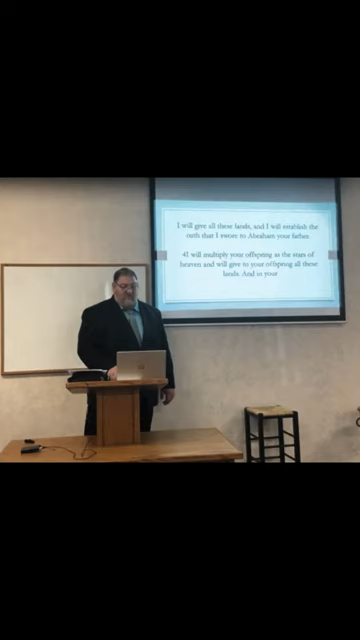 I will give all these lands, and I will establish the
oath that I swore to Abraham your father.
4I will multiply your offspring as the stars of
heaven and will give to your offspring all these
lands. And in your